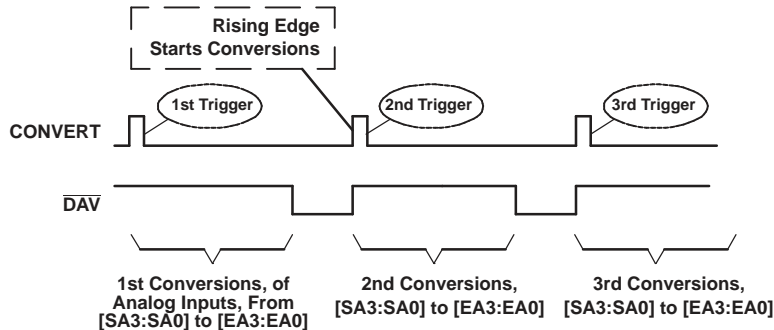 Rising Edge
Starts Conversions
1st Trigger
2nd Trigger
3rd Trigger
CONVERT
DAV
1st Conversions, of
Analog Inputs, From
[SA3:SA0] to [EA3:EA0]
2nd Conversions,
[SA3:SA0] to [EA3:EA0]
3rd Conversions,
[SA3:SA0] to [EA3:EA0]